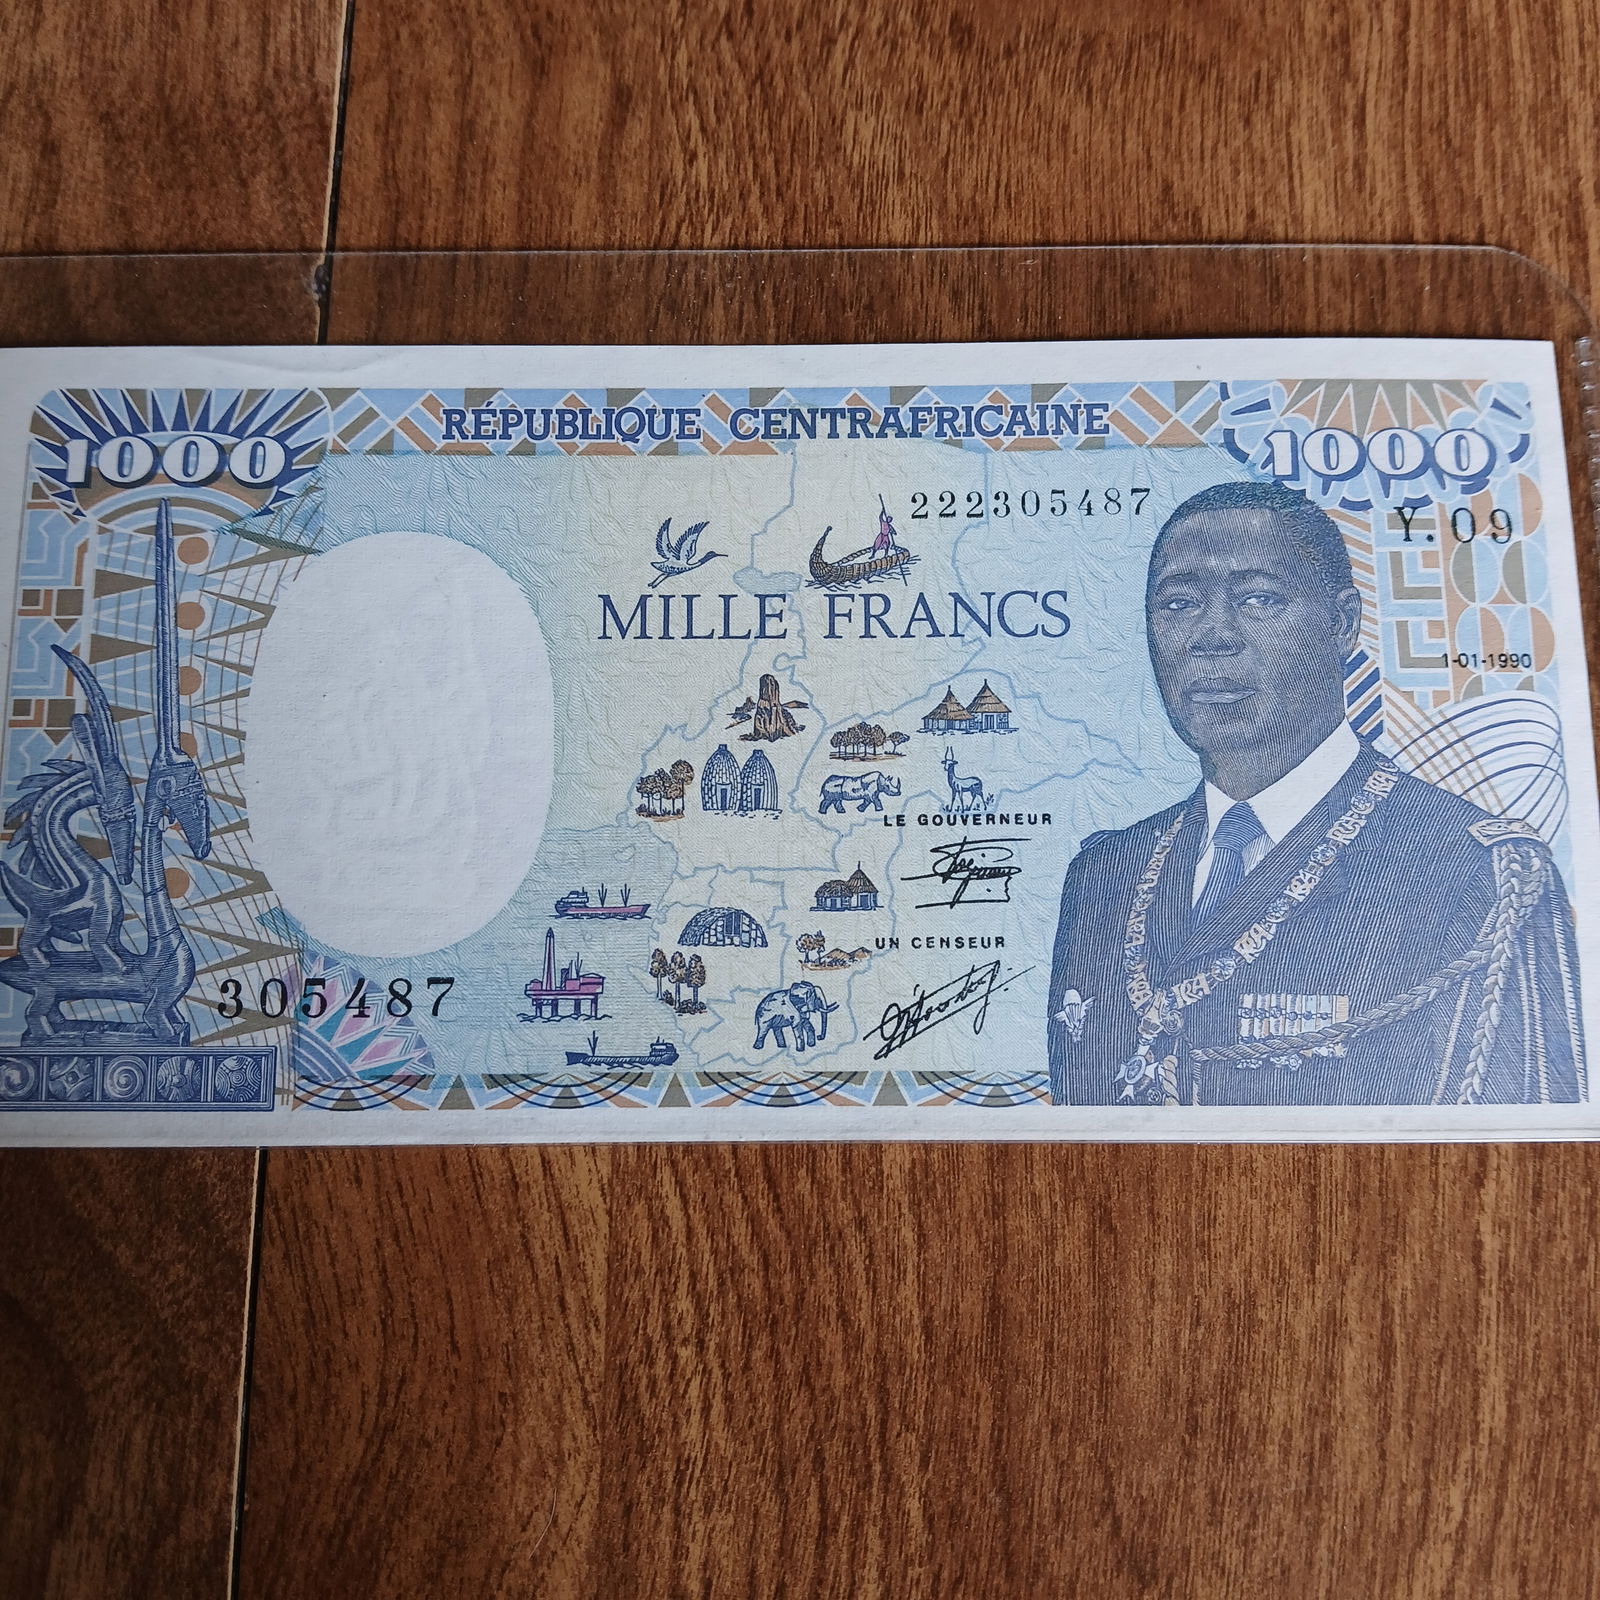 RÉPUBLIQUE CENTRAFRICAINE
1000
1000
222305487
Y.09
MILLE FRANCS
1-01-1990
LE GOUVERNEUR
UN CENSEUR
305487